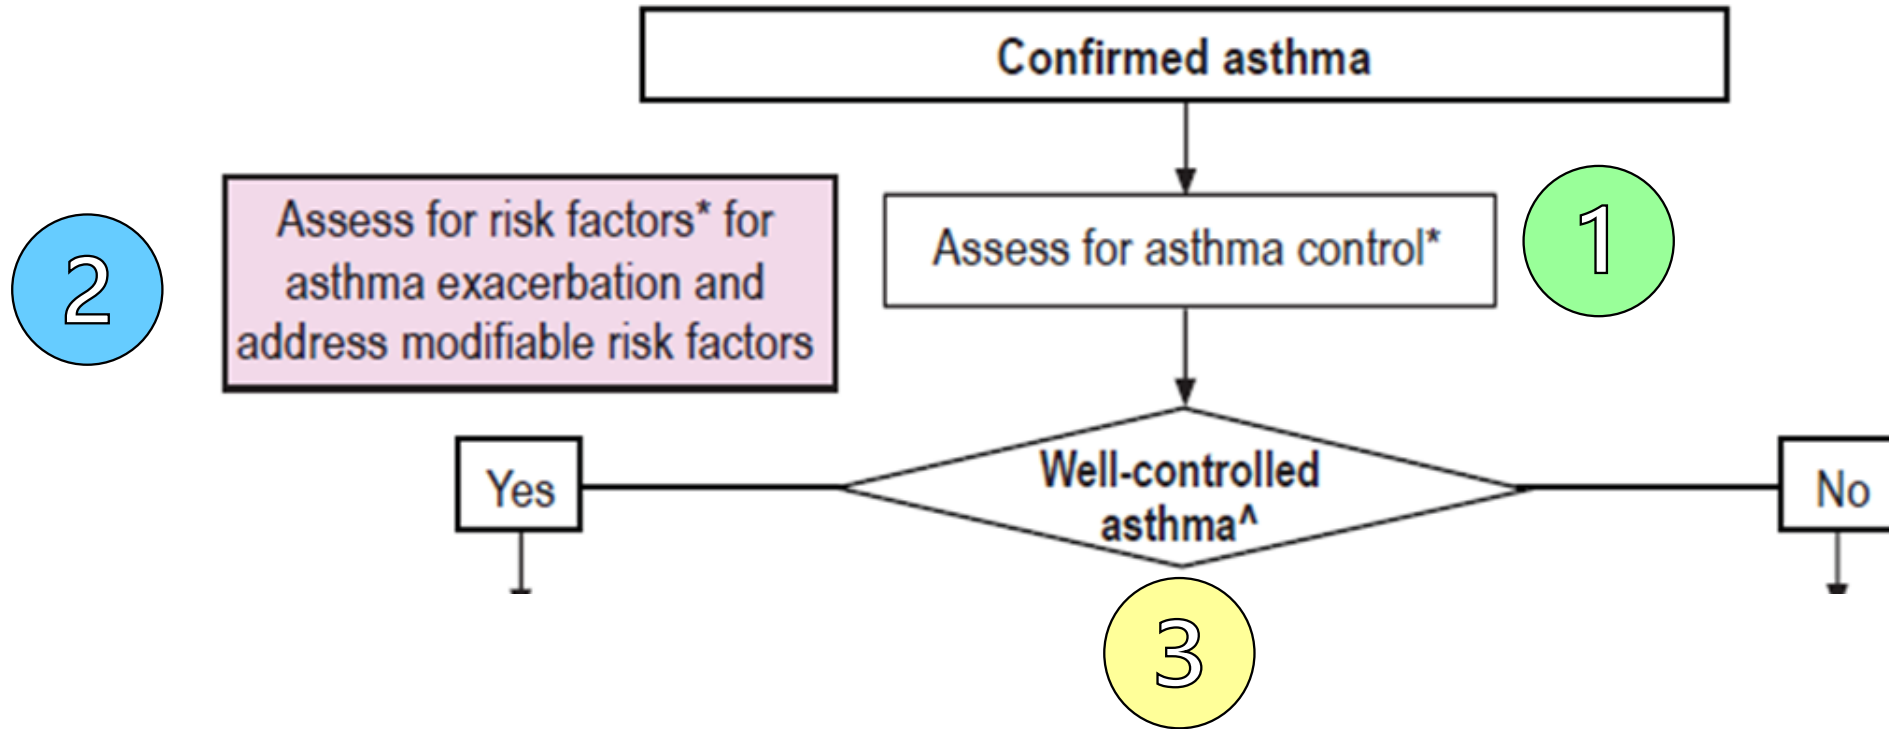 Confirmed asthma
Assess for risk factors* for
asthma exacerbation and
address modifiable risk factors
2
Assess for asthma control*
1
Yes
Well-controlled
asthma^
No
3